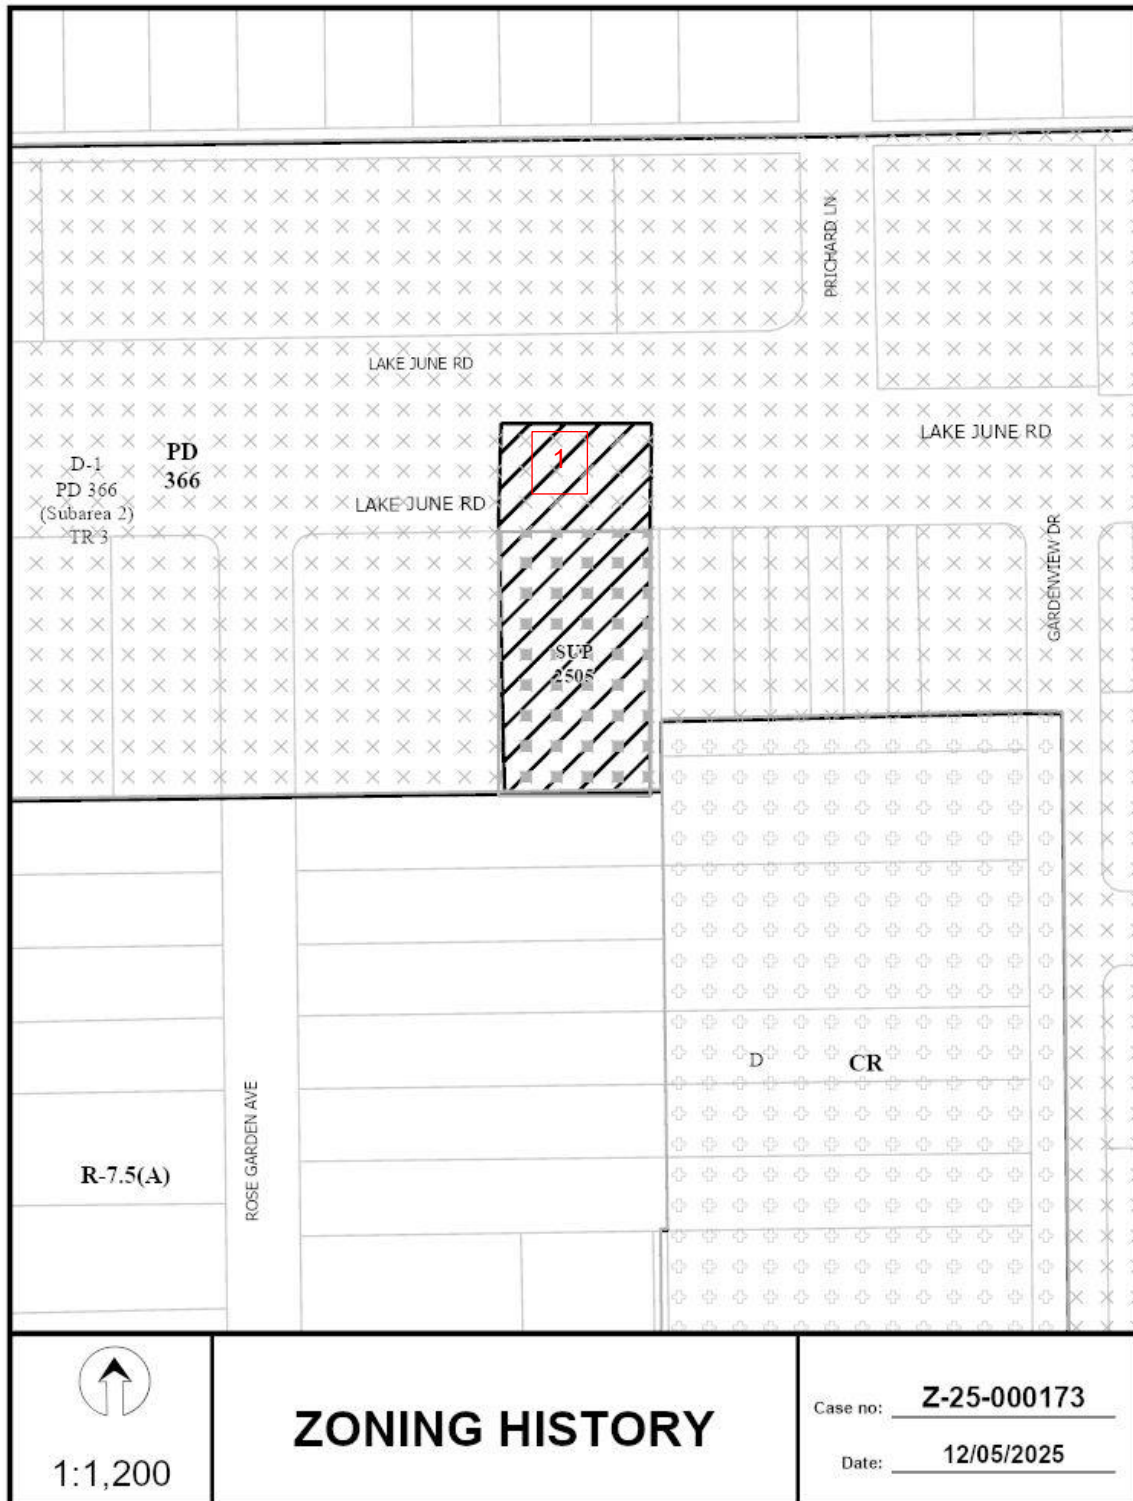 PRICHARD LN
LAKE JUNE RD
LAKE JUNE RD
PD
366
D-1
PD 366
(Subarea 2)
TR 3
1
LAKE JUNE RD
GARDENVIEW DR
SUP
2505
D
CR
ROSE GARDEN AVE
R-7.5(A)
1:1,200
ZONING HISTORY
Case no: Z-25-000173
Date: 12/05/2025